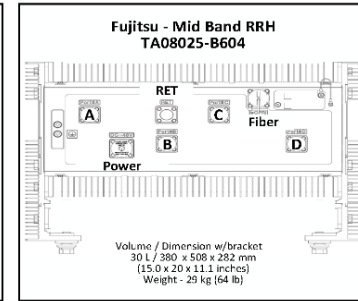 Fujitsu - Mid Band RRH
TA08025-B604
RET
A
C
Fiber
B
D
Power
Volume / Dimension w/bracket
30 L / 380 x 508 x 282 mm
(15.0 x 20 x 11.1 inches)
Weight - 29 kg (64 lb)